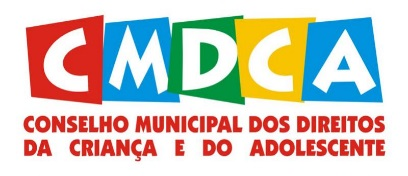 CMDCA
CONSELHO MUNICIPAL DOS DIREITOS
DA CRIANÇA E DO ADOLESCENTE